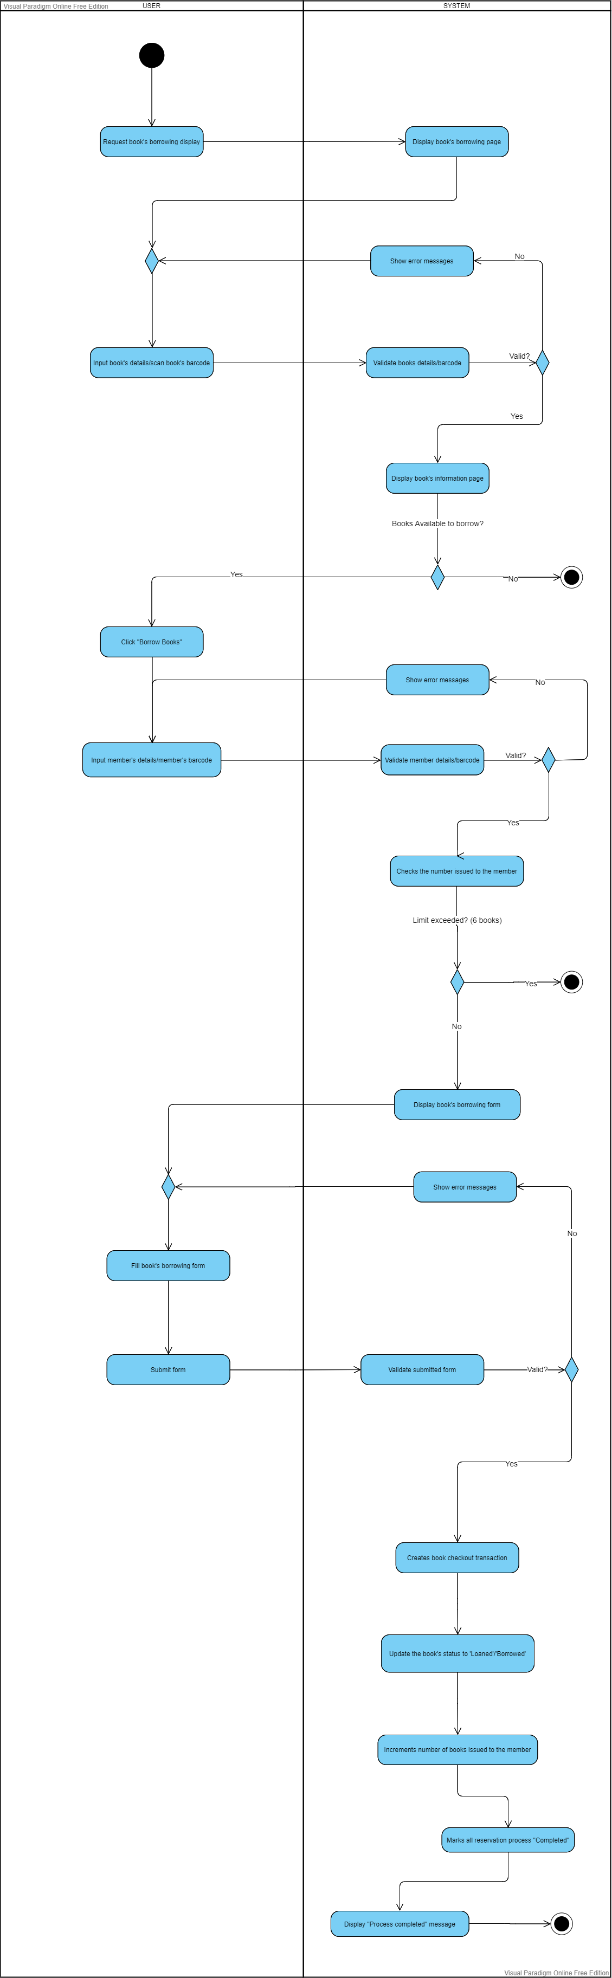 Visual Paradigm Online Free Edition
USER
SYSTEM
Request book's borrowing display
Display book's borrowing page
Show error messages
No
Input book's details/scan book's barcode
Validate books details/barcode
Valid?
Yes
Display book's information page
Books Available to borrow?
Yes
No
Click "Borrow Books"
Show error messages
No
Input member's details/member's barcode
Validate member details/barcode
Valid?
Yes
Checks the number issued to the member
Limit exceeded? (6 books)
Yes
No
Display book's borrowing form
Show error messages
No
Fill book's borrowing form
Submit form
Validate submitted form
Valid?
Yes
Creates book checkout transaction
Update the book's status to 'Loaned'/'Borrowed'
Increments number of books issued to the member
Marks all reservation process "Completed"
Display "Process completed" message
Visual Paradigm Online Free Edition